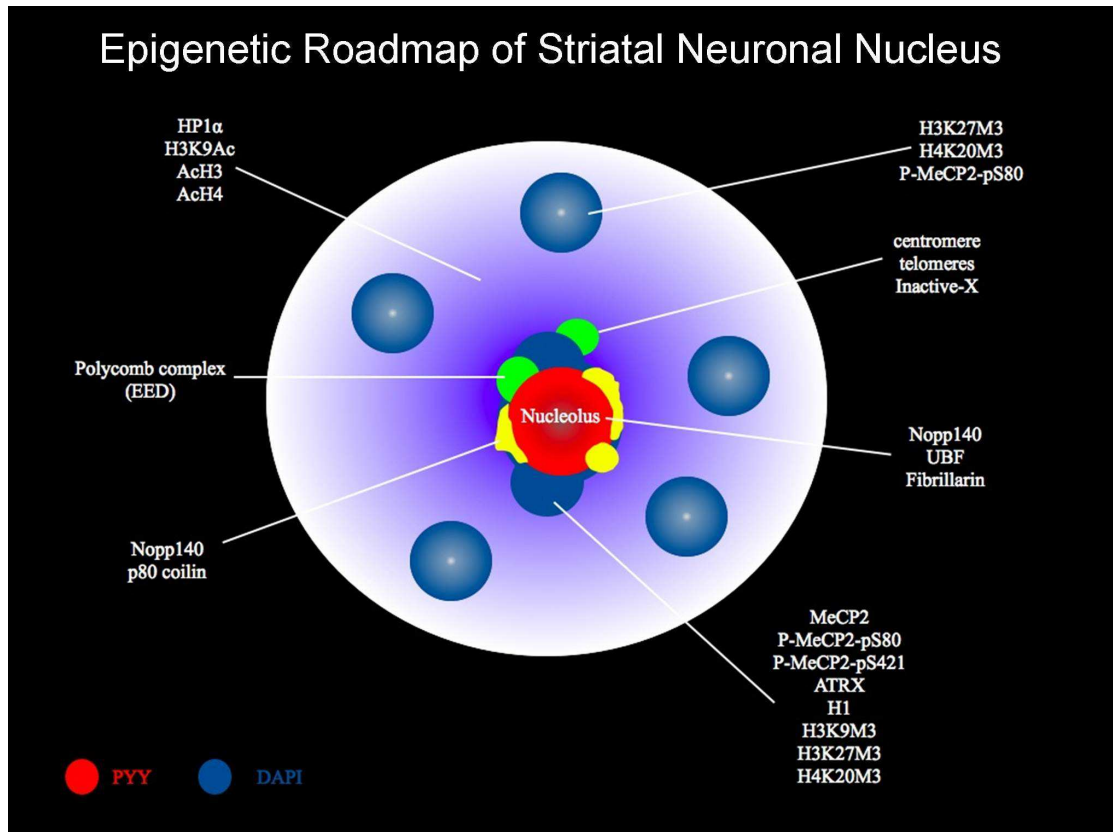 Epigenetic Roadmap of Striatal Neuronal Nucleus
HP1α
H3K9Ac
AcH3
AcH4
H3K27M3
H4K20M3
P-MeCP2-pS80
centromere
telomeres
Inactive-X
Polycomb complex
(EED)
Nucleolus
Nopp140
UBF
Fibrillarin
Nopp140
p80 coilin
MeCP2
P-MeCP2-pS80
P-MeCP2-pS421
ATRX
H1
H3K9M3
H3K27M3
H4K20M3
PYY
DAPI